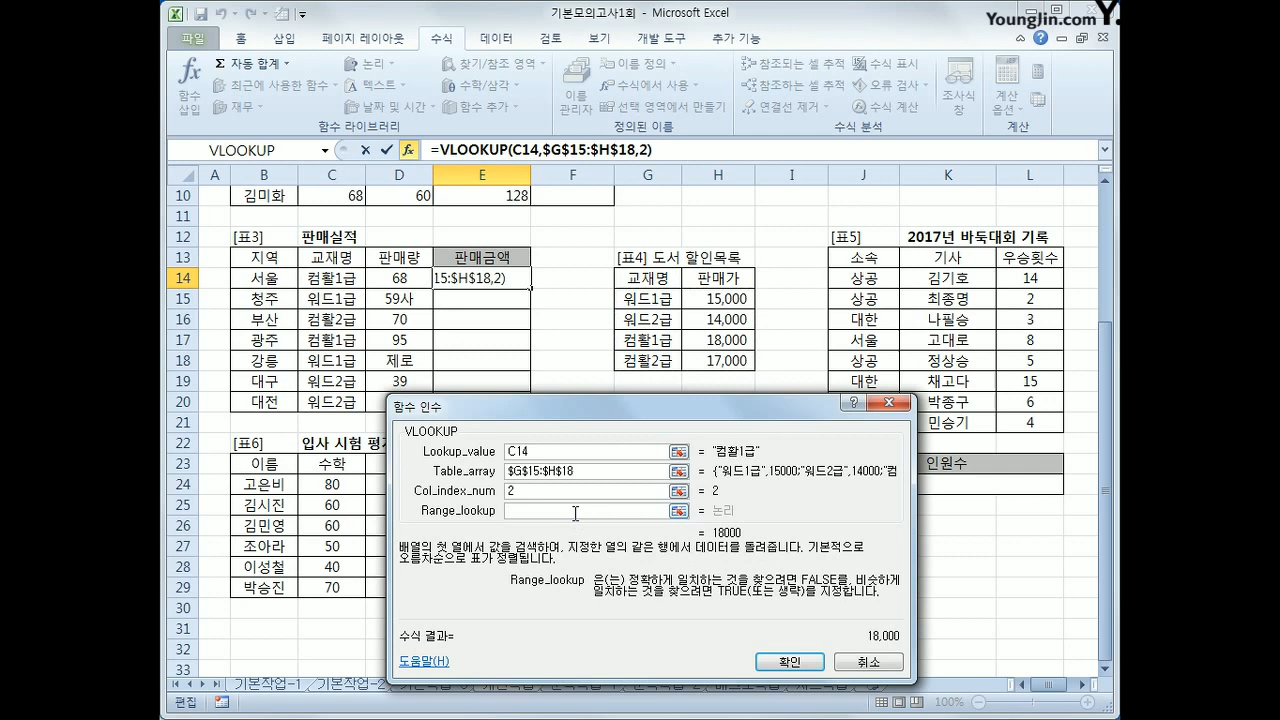 기본모의고사1회 - Microsoft Excel
YoungJin.com Y.
파일 홈 삽입 페이지 레이아웃 수식 데이터 검토 보기 개발 도구 추가 기능
fx 함수 삽입
Σ 자동 합계
최근에 사용한 함수
재무
논리
텍스트
날짜 및 시간
찾기/참조 영역
수학/삼각
함수 추가
함수 라이브러리
이름 관리자
이름 정의
수식에서 사용
선택 영역에서 만들기
정의된 이름
참조되는 셀 추적
참조하는 셀 추적
연결선 제거
수식 표시
오류 검사
수식 계산
수식 분석
조사식 창
계산 옵션
계산
VLOOKUP fx =VLOOKUP(C14,$G$15:$H$18,2)
A B C D E F G H I J K L
10 김미화 68 60 128
11
12 [표3] 판매실적 [표5] 2017년 바둑대회 기록
13 지역 교재명 판매량 판매금액 [표4] 도서 할인목록 소속 기사 우승횟수
14 서울 컴활1급 68 15:$H$18,2) 교재명 판매가 상공 김기호 14
15 청주 워드1급 59사 워드1급 15,000 상공 최종명 2
16 부산 컴활2급 70 워드2급 14,000 대한 나필승 3
17 광주 컴활1급 95 컴활1급 18,000 서울 고대로 8
18 강릉 워드1급 제로 컴활2급 17,000 상공 정상승 5
19 대구 워드2급 39 대한 채고다 15
20 대전 워드2급 박종구 6
21 민승기 4
22 [표6] 입사 시험 평가
23 이름 수학 인원수
24 고은비 80
25 김시진 60
26 김민영 60
27 조아라 50
28 이성철 40
29 박승진 70
30
31
32
33
함수 인수
VLOOKUP
Lookup_value C14 = "컴활1급"
Table_array $G$15:$H$18 = {"워드1급",15000;"워드2급",14000;"컴
Col_index_num 2 = 2
Range_lookup = 논리
= 18000
배열의 첫 열에서 값을 검색하여, 지정한 열의 같은 행에서 데이터를 돌려줍니다. 기본적으로
오름차순으로 표가 정렬됩니다.
Range_lookup 은(는) 정확하게 일치하는 것을 찾으려면 FALSE를, 비슷하게
일치하는 것을 찾으려면 TRUE(또는 생략)를 지정합니다.
수식 결과= 18,000
도움말(H) 확인 취소
기본작업-1 기본작업-2
편집 100%